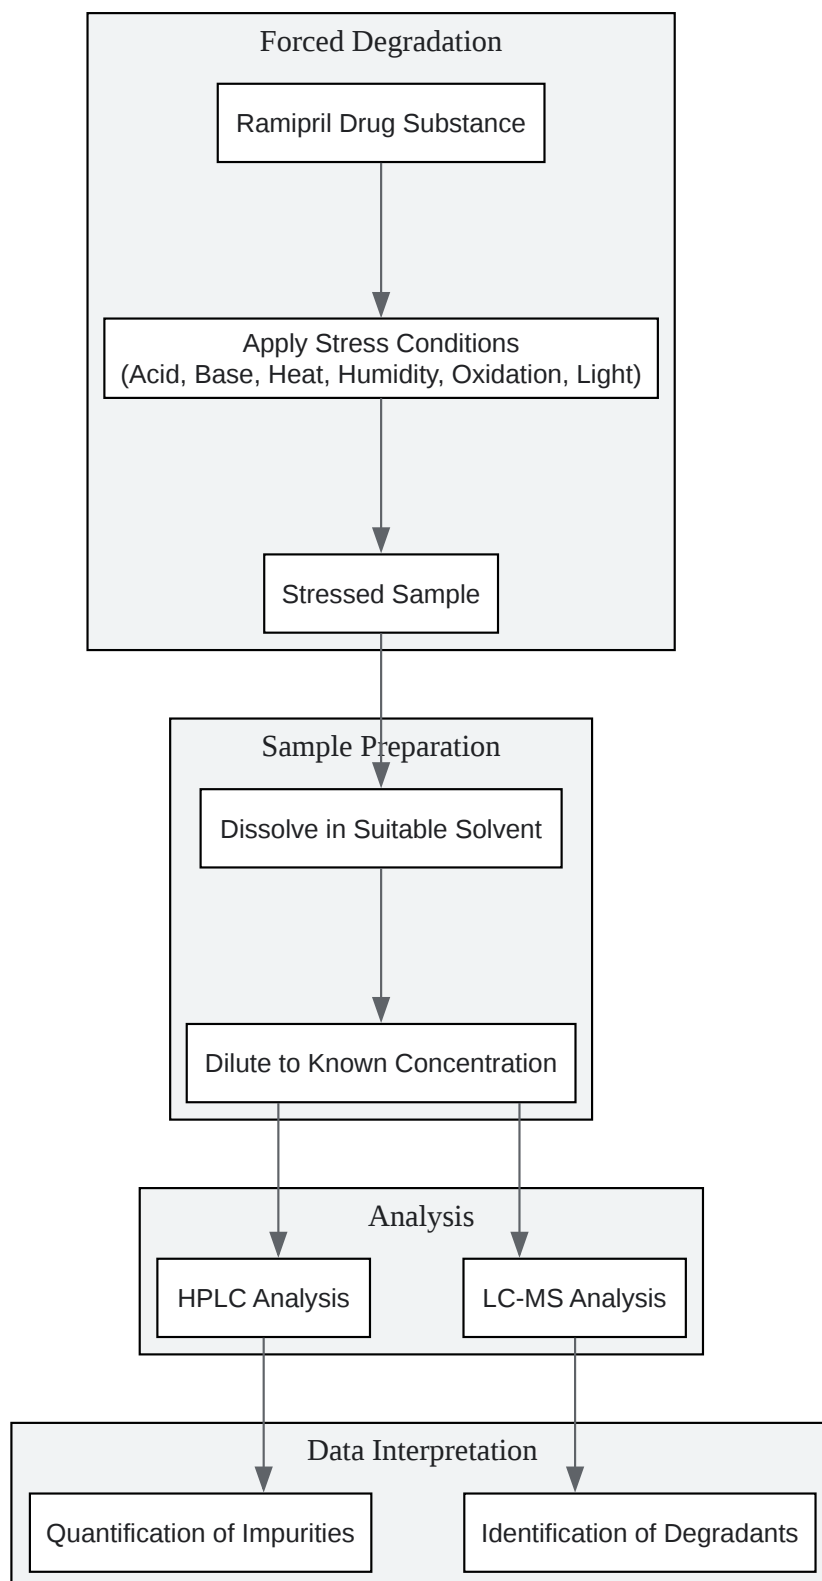 Forced Degradation
Ramipril Drug Substance
Apply Stress Conditions
(Acid, Base, Heat, Humidity, Oxidation, Light)
Stressed Sample
Sample Preparation
Dissolve in Suitable Solvent
Dilute to Known Concentration
Analysis
HPLC Analysis
LC-MS Analysis
Data Interpretation
Quantification of Impurities
Identification of Degradants